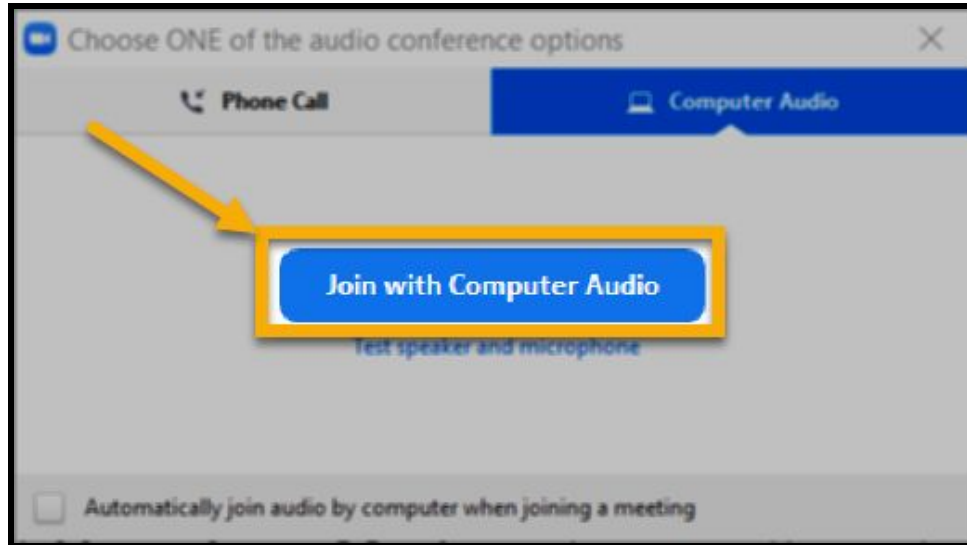 Choose ONE of the audio conference options
Phone Call
Computer Audio
Join with Computer Audio
Test speaker and microphone
Automatically join audio by computer when joining a meeting